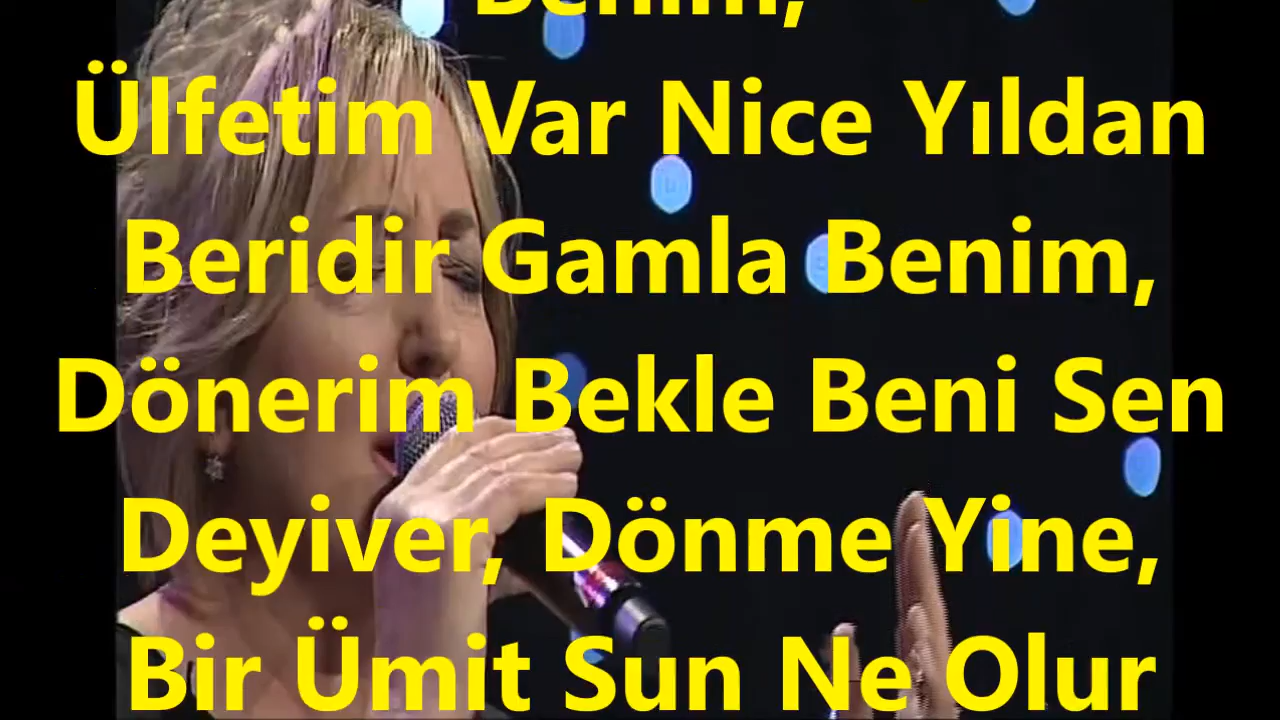 Benim,
Ülfetim Var Nice Yıldan
Beridir Gamla Benim,
Dönerim Bekle Beni Sen
Deyiver, Dönme Yine,
Bir Ümit Sun Ne Olur